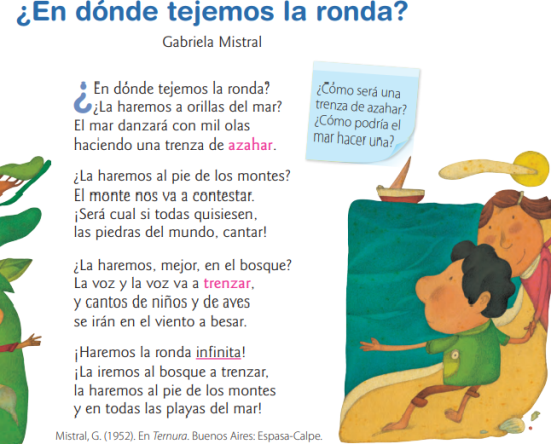 ¿En dónde tejemos la ronda?
Gabriela Mistral
¿En dónde tejemos la ronda?
¿La haremos a orillas del mar?
El mar danzará con mil olas
haciendo una trenza de azahar.
¿La haremos al pie de los montes?
El monte nos va a contestar.
¡Será cual si todas quisiesen,
las piedras del mundo, cantar!
¿La haremos, mejor, en el bosque?
La voz y la voz va a trenzar,
y cantos de niños y de aves
se irán en el viento a besar.
¡Haremos la ronda infinita!
¡La iremos al bosque a trenzar,
la haremos al pie de los montes
y en todas las playas del mar!
Mistral, G. (1952). En Ternura. Buenos Aires: Espasa-Calpe.
¿Cómo será una
trenza de azahar?
¿Cómo podría el
mar hacer una?